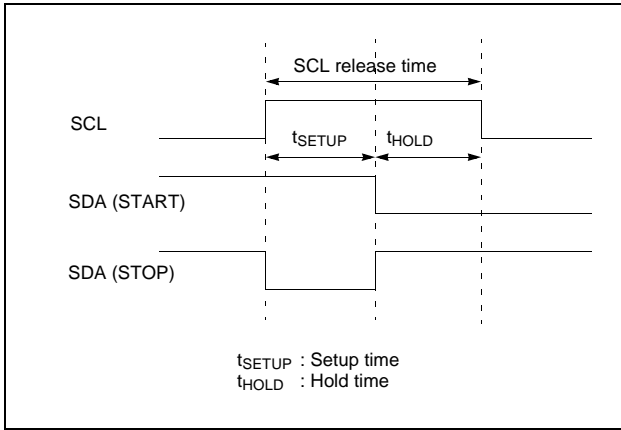 SCL release time
SCL
tSETUP
tHOLD
SDA (START)
SDA (STOP)
tSETUP : Setup time
tHOLD : Hold time